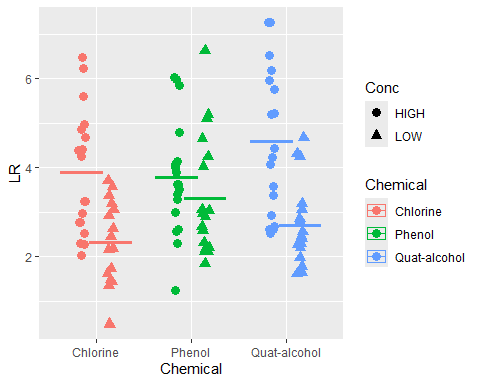 Conc
HIGH
LOW
Chemical
Chlorine
Phenol
Quat-alcohol
LR
6
4
2
Chlorine
Phenol
Quat-alcohol
Chemical